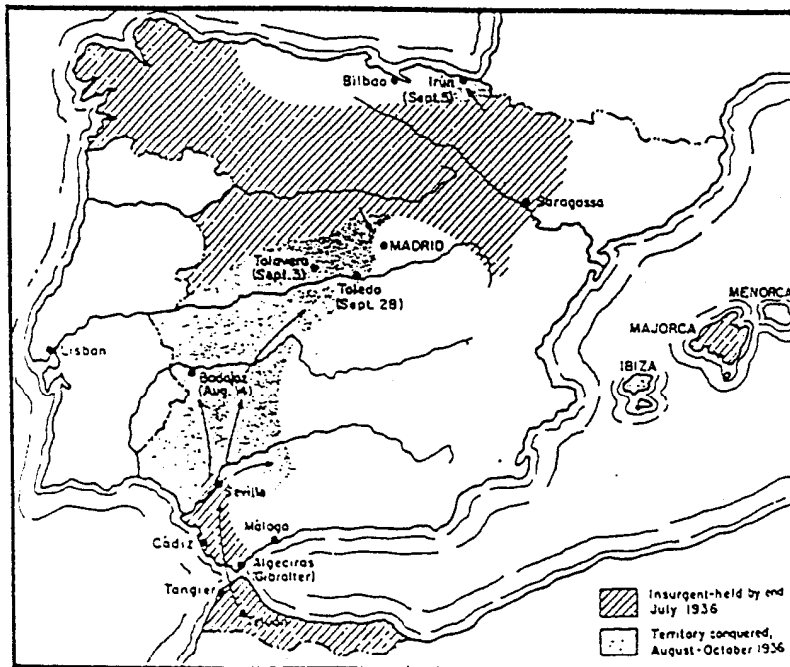 Bilbao
Irún
(Sept.5)
Saragossa
MADRID
Talavera
(Sept. 3)
Toledo
(Sept. 28)
MENORCA
MAJORCA
IBIZA
Lisbon
Badajoz
(Aug. 14)
Sevilla
Málaga
Cádiz
Algeciras
(Gibralter)
Tangier
Insurgent-held by end
July 1936
Territory conquered,
August-October 1936